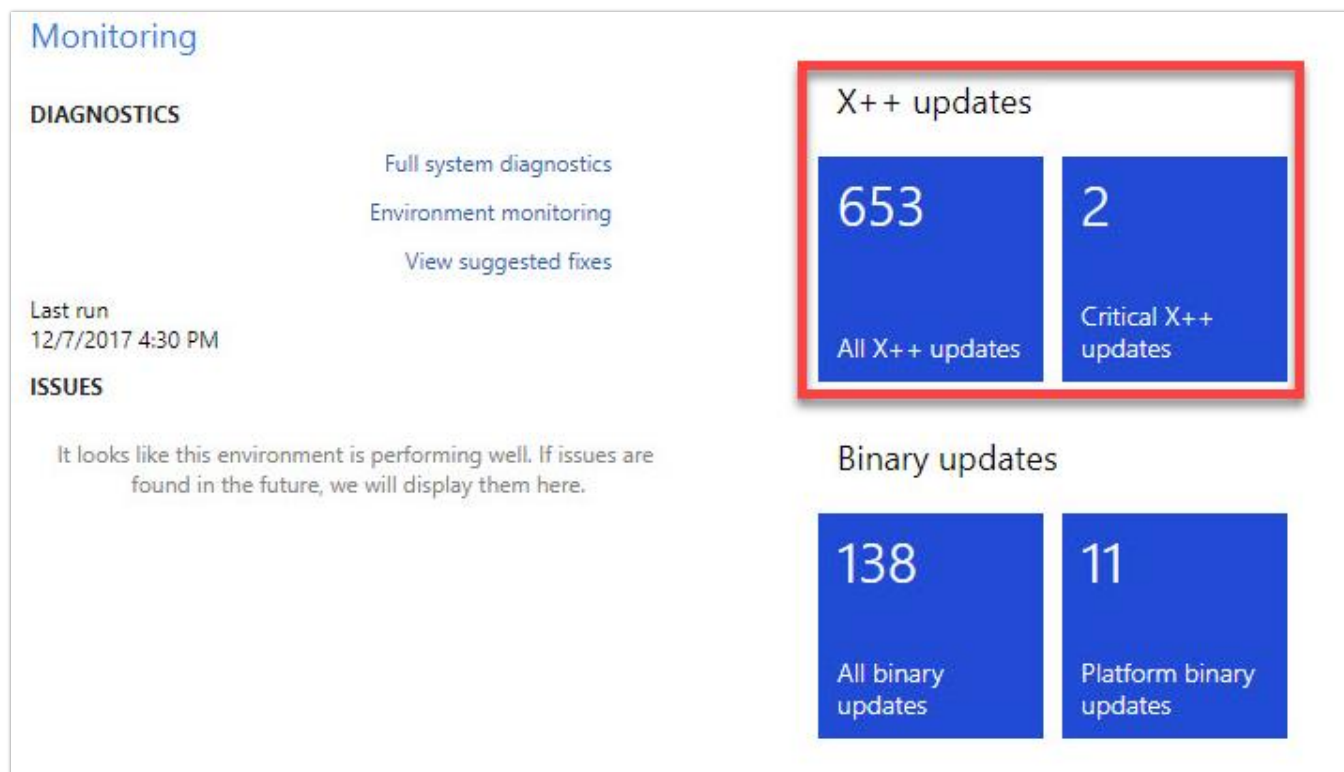 Monitoring
DIAGNOSTICS
Full system diagnostics
Environment monitoring
View suggested fixes
Last run
12/7/2017 4:30 PM
ISSUES
It looks like this environment is performing well. If issues are
found in the future, we will display them here.
X++ updates
653
All X++ updates
2
Critical X++
updates
Binary updates
138
All binary
updates
11
Platform binary
updates